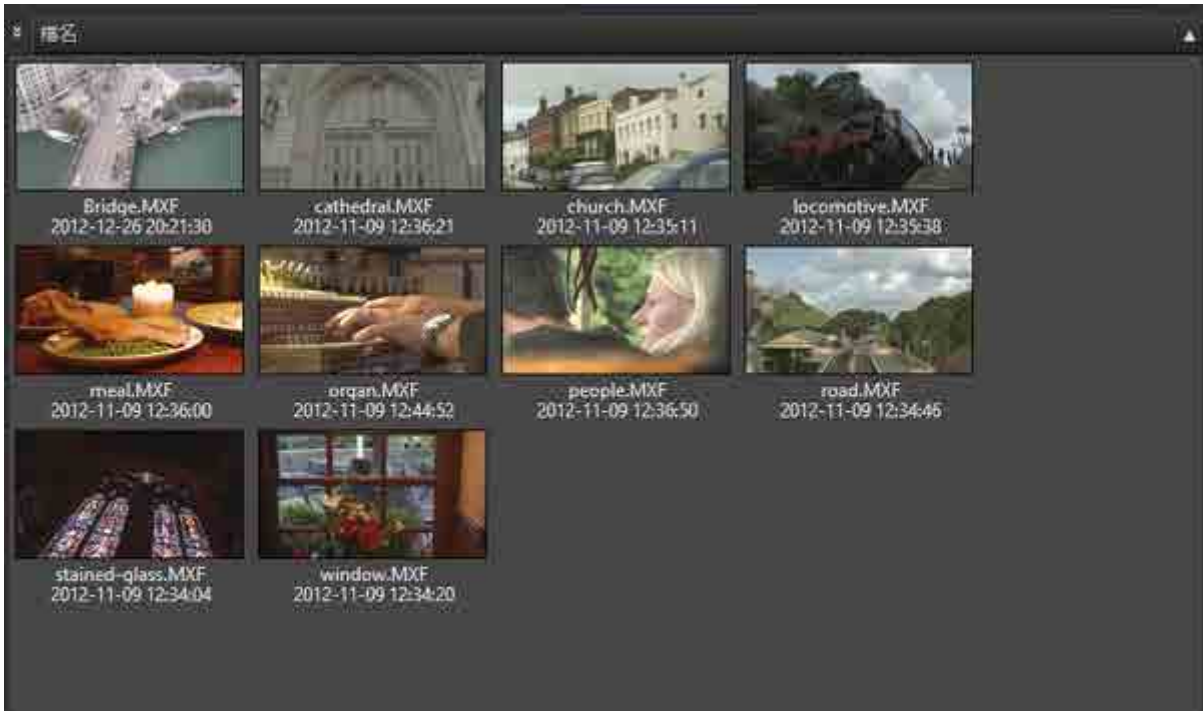 檔名
Bridge.MXF
2012-12-26 20:21:30
cathedral.MXF
2012-11-09 12:36:21
church.MXF
2012-11-09 12:35:11
locomotive.MXF
2012-11-09 12:35:38
meal.MXF
2012-11-09 12:36:00
organ.MXF
2012-11-09 12:44:52
people.MXF
2012-11-09 12:36:50
road.MXF
2012-11-09 12:34:46
stained-glass.MXF
2012-11-09 12:34:04
window.MXF
2012-11-09 12:34:20